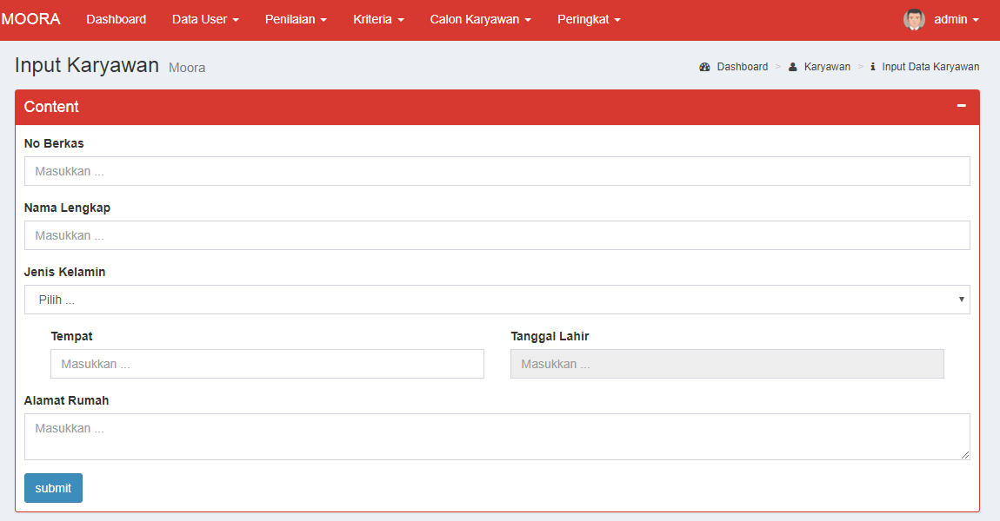 MOORA Dashboard Data User Penilaian Kriteria Calon Karyawan Peringkat admin
Input Karyawan Moora Dashboard > Karyawan > Input Data Karyawan
Content
No Berkas
Masukkan ...
Nama Lengkap
Masukkan ...
Jenis Kelamin
Pilih ...
Tempat Tanggal Lahir
Masukkan ... Masukkan ...
Alamat Rumah
Masukkan ...
submit